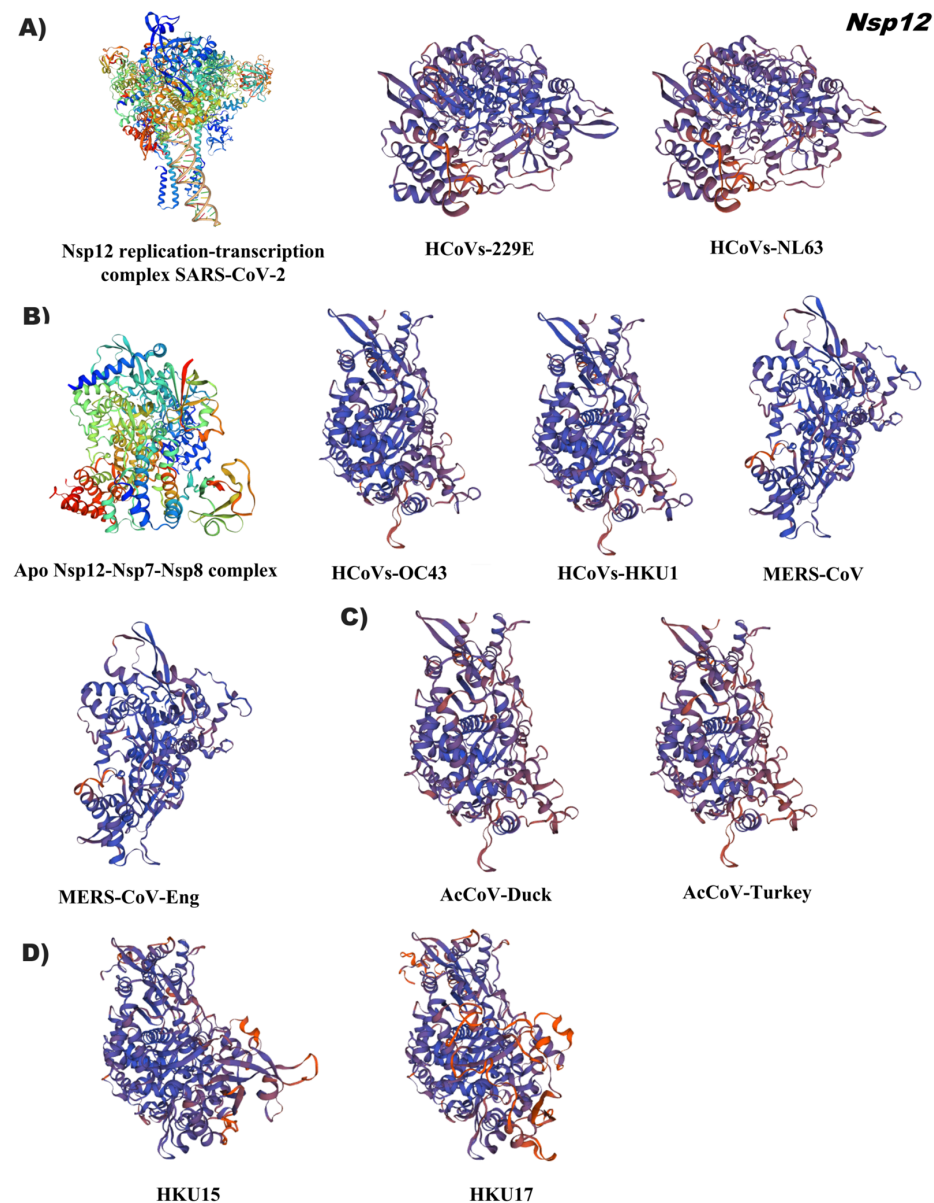 A)
Nsp12
Nsp12 replication-transcription
complex SARS-CoV-2
HCoVs-229E
HCoVs-NL63
B)
Apo Nsp12-Nsp7-Nsp8 complex
HCoVs-OC43
HCoVs-HKU1
MERS-CoV
C)
MERS-CoV-Eng
AcCoV-Duck
AcCoV-Turkey
D)
HKU15
HKU17